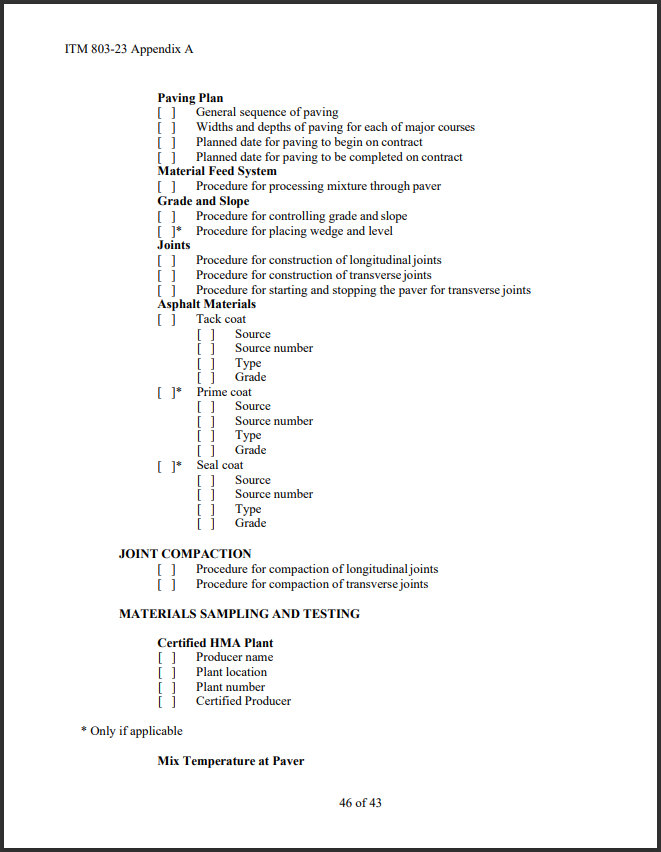 ITM 803-23 Appendix A
Paving Plan
[ ] General sequence of paving
[ ] Widths and depths of paving for each of major courses
[ ] Planned date for paving to begin on contract
[ ] Planned date for paving to be completed on contract
Material Feed System
[ ] Procedure for processing mixture through paver
Grade and Slope
[ ] Procedure for controlling grade and slope
[ ]* Procedure for placing wedge and level
Joints
[ ] Procedure for construction of longitudinal joints
[ ] Procedure for construction of transverse joints
[ ] Procedure for starting and stopping the paver for transverse joints
Asphalt Materials
[ ] Tack coat
[ ] Source
[ ] Source number
[ ] Type
[ ] Grade
[ ]* Prime coat
[ ] Source
[ ] Source number
[ ] Type
[ ] Grade
[ ]* Seal coat
[ ] Source
[ ] Source number
[ ] Type
[ ] Grade
JOINT COMPACTION
[ ] Procedure for compaction of longitudinal joints
[ ] Procedure for compaction of transverse joints
MATERIALS SAMPLING AND TESTING
Certified HMA Plant
[ ] Producer name
[ ] Plant location
[ ] Plant number
[ ] Certified Producer
* Only if applicable
Mix Temperature at Paver
46 of 43